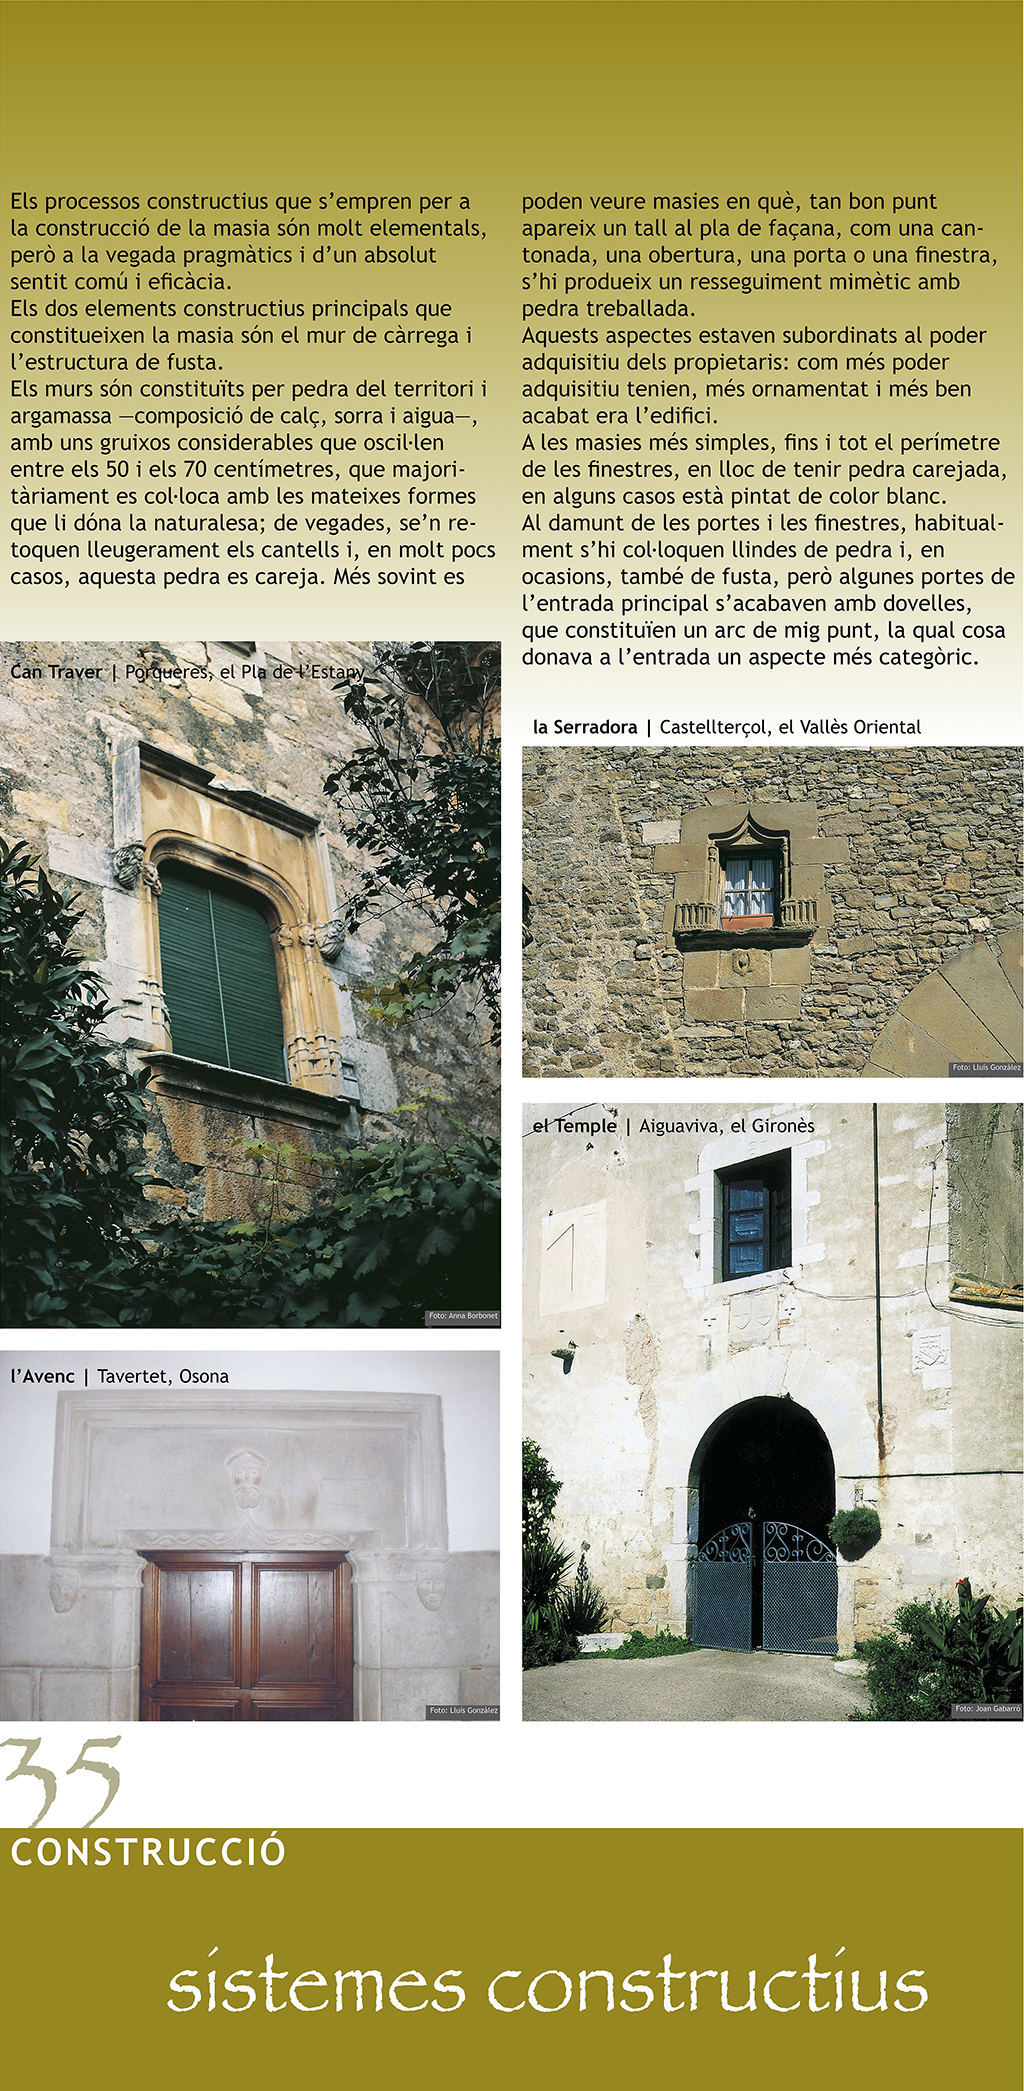 Els processos constructius que s’empren per a
la construcció de la masia són molt elementals,
però a la vegada pragmàtics i d’un absolut
sentit comú i eficàcia.
Els dos elements constructius principals que
constitueixen la masia són el mur de càrrega i
l’estructura de fusta.
Els murs són constituïts per pedra del territori i
argamassa —composició de calç, sorra i aigua—,
amb uns gruixos considerables que oscil·len
entre els 50 i els 70 centímetres, que majori-
tàriament es col·loca amb les mateixes formes
que li dóna la naturalesa; de vegades, se’n re-
toquen lleugerament els cantells i, en molt pocs
casos, aquesta pedra es careja. Més sovint es
poden veure masies en què, tan bon punt
apareix un tall al pla de façana, com una can-
tonada, una obertura, una porta o una finestra,
s’hi produeix un resseguiment mimètic amb
pedra treballada.
Aquests aspectes estaven subordinats al poder
adquisitiu dels propietaris: com més poder
adquisitiu tenien, més ornamentat i més ben
acabat era l’edifici.
A les masies més simples, fins i tot el perímetre
de les finestres, en lloc de tenir pedra carejada,
en alguns casos està pintat de color blanc.
Al damunt de les portes i les finestres, habitual-
ment s’hi col·loquen llindes de pedra i, en
ocasions, també de fusta, però algunes portes de
l’entrada principal s’acabaven amb dovelles,
que constituïen un arc de mig punt, la qual cosa
donava a l’entrada un aspecte més categòric.
Can Traver | Porqueres, el Pla de l’Estany
Foto: Anna Borbonet
la Serradora | Castellterçol, el Vallès Oriental
Foto: Lluís Gonzàlez
el Temple | Aiguaviva, el Gironès
Foto: Joan Gabarró
l’Avenc | Tavertet, Osona
Foto: Lluís Gonzàlez
35
CONSTRUCCIÓ
sistemes constructius